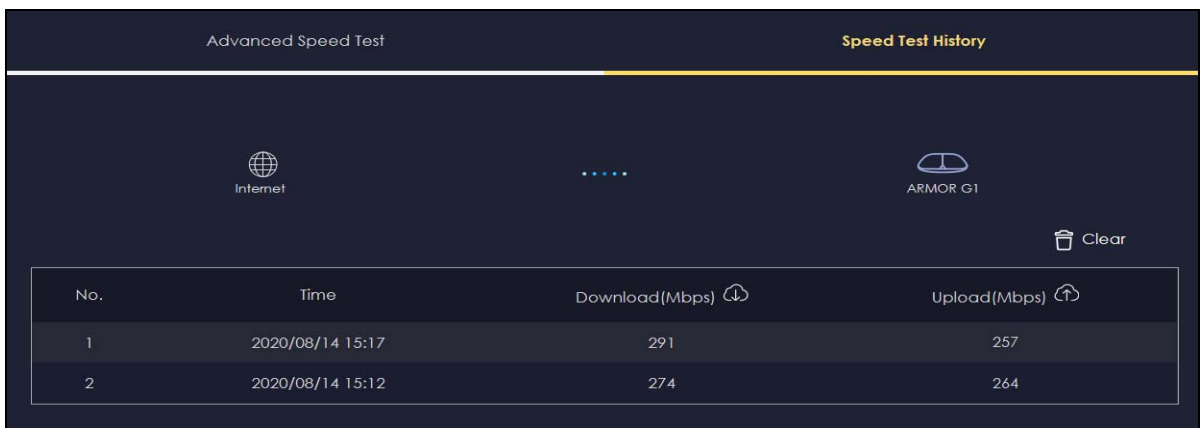 Advanced Speed Test Speed Test History
Internet ARMOR G1
Clear
No. Time Download(Mbps) Upload(Mbps)
1 2020/08/14 15:17 291 257
2 2020/08/14 15:12 274 264